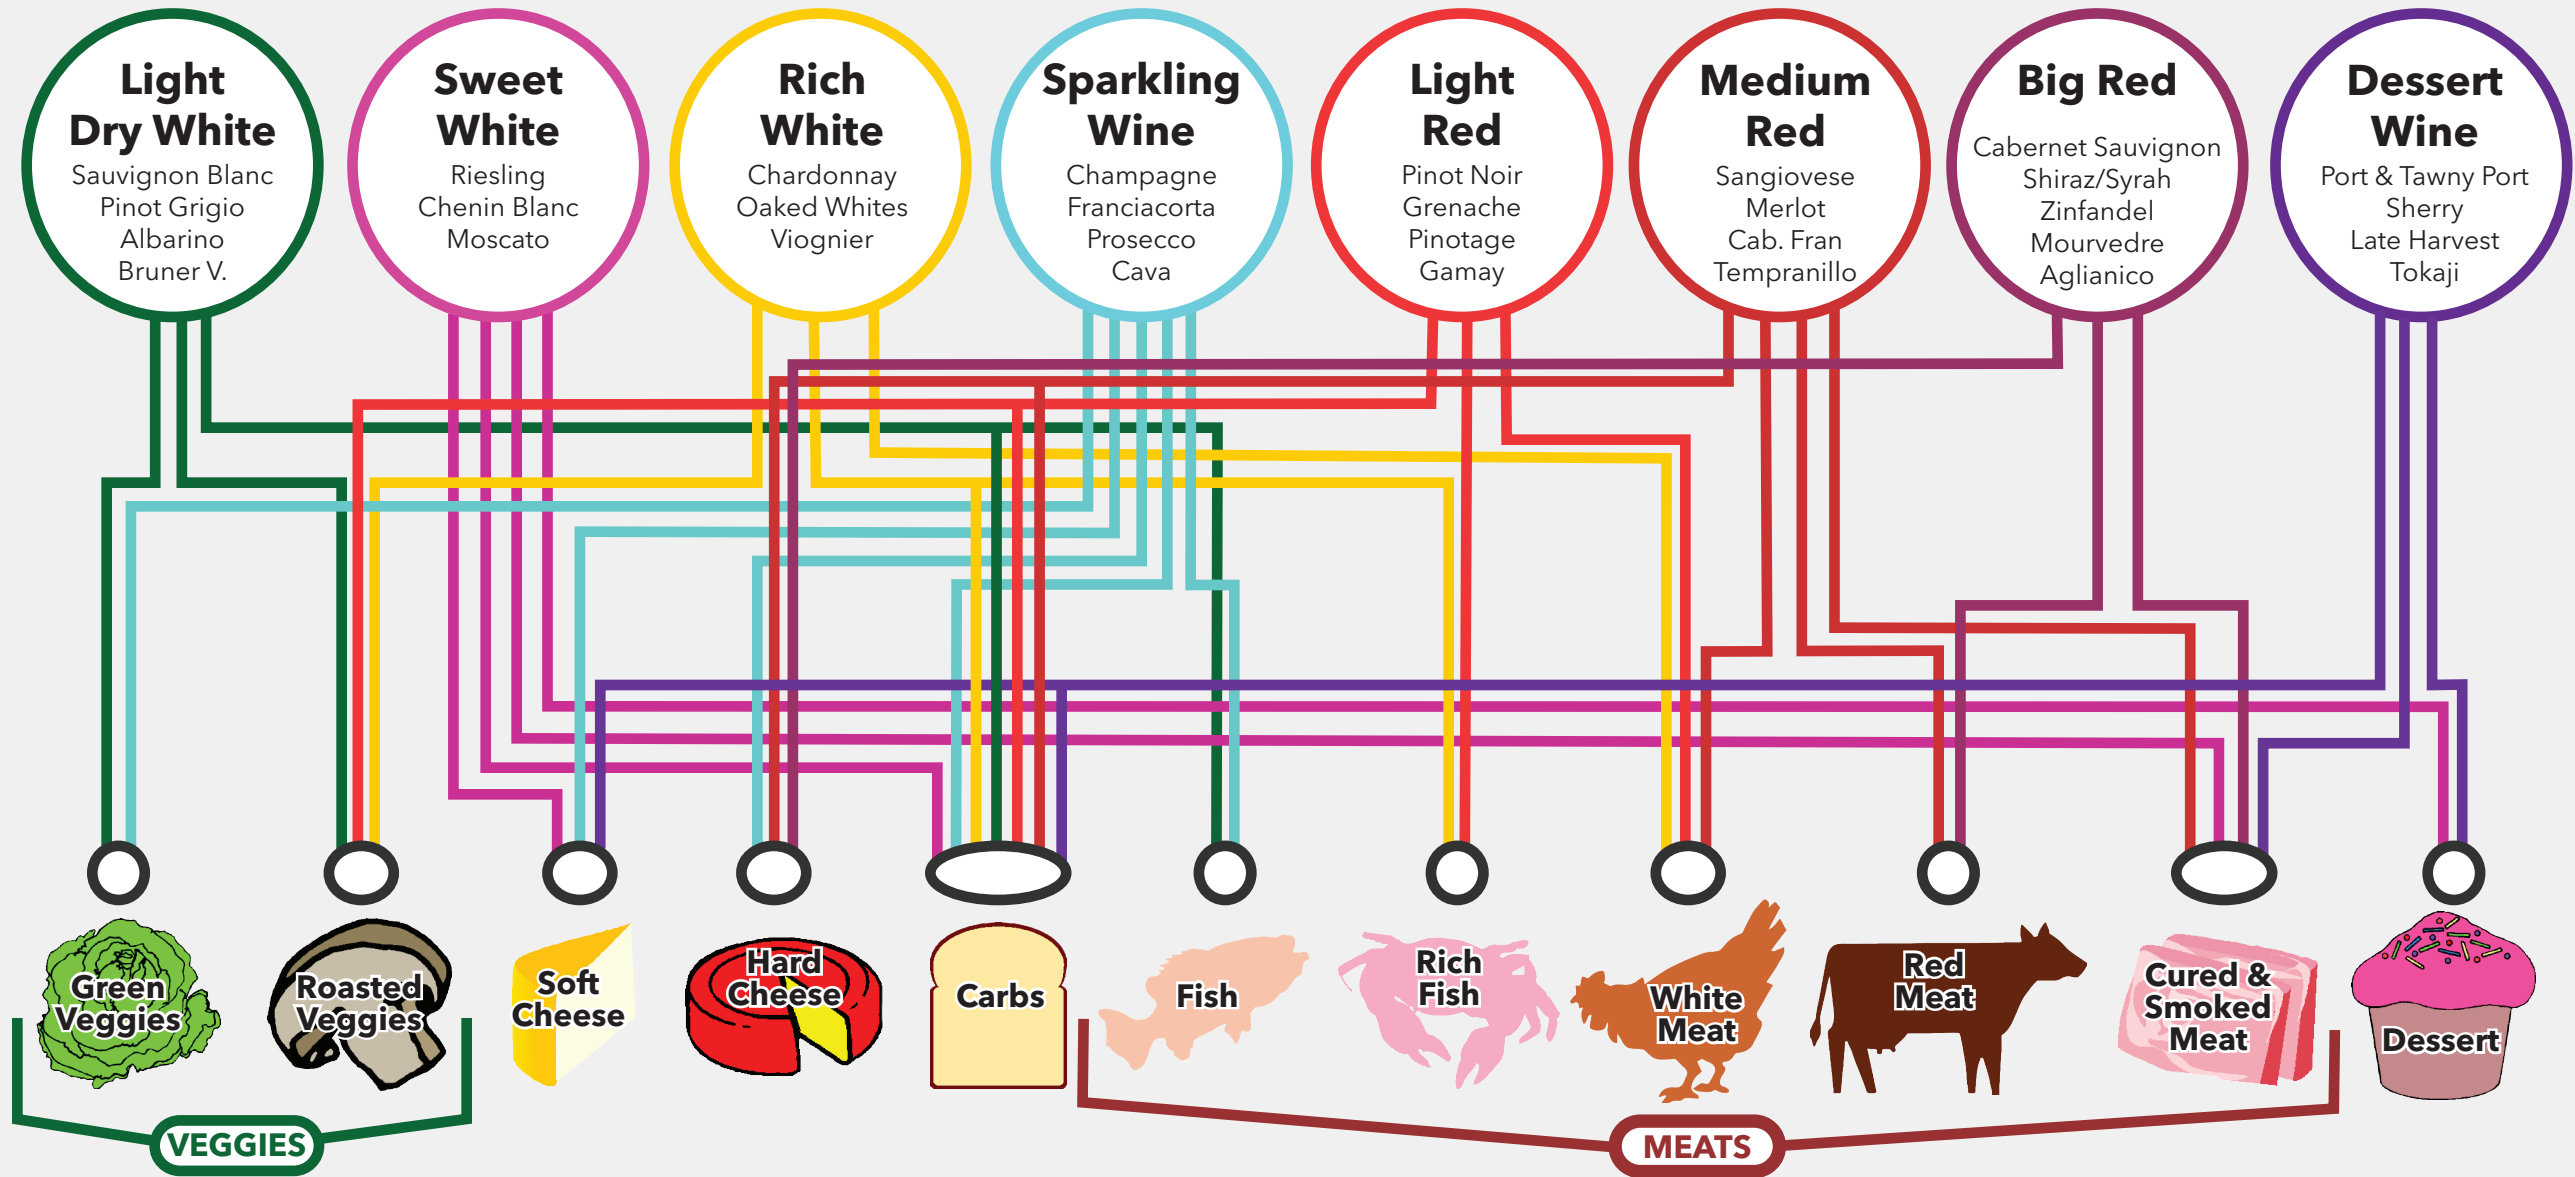 Light
Dry White
Sauvignon Blanc
Pinot Grigio
Albarino
Bruner V.
Sweet
White
Riesling
Chenin Blanc
Moscato
Rich
White
Chardonnay
Oaked Whites
Viognier
Sparkling
Wine
Champagne
Franciacorta
Prosecco
Cava
Light
Red
Pinot Noir
Grenache
Pinotage
Gamay
Medium
Red
Sangiovese
Merlot
Cab. Fran
Tempranillo
Big Red
Cabernet Sauvignon
Shiraz/Syrah
Zinfandel
Mourvedre
Aglianico
Dessert
Wine
Port & Tawny Port
Sherry
Late Harvest
Tokaji
Green
Veggies
Roasted
Veggies
Soft
Cheese
Hard
Cheese
Carbs
Fish
Rich
Fish
White
Meat
Red
Meat
Cured &
Smoked
Meat
Dessert
VEGGIES
MEATS